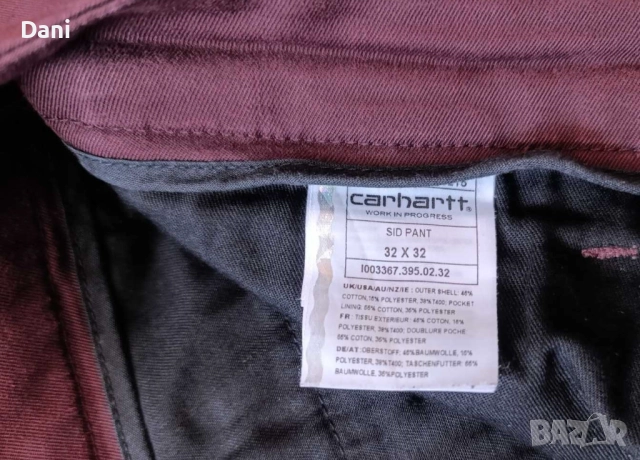 Dani
carhartt
WORK IN PROGRESS
SID PANT
32 X 32
I003367.395.02.32
UK/USA/AU/NZ/IE : OUTER SHELL: 46%
COTTON,16% POLYESTER, 38% T400; POCKET
LINING: 65% COTTON, 35% POLYESTER
FR: TISSU EXTERIEUR: 46% COTON, 16%
POLYESTER, 38%T400; DOUBLURE POCHE
65% COTON, 35% POLYESTER
DE/AT: OBERSTOFF: 46%BAUMWOLLE, 16%
POLYESTER, 38%T400; TASCHENFUTTER: 65%
BAUMWOLLE, 35%POLYESTER
BAZAR